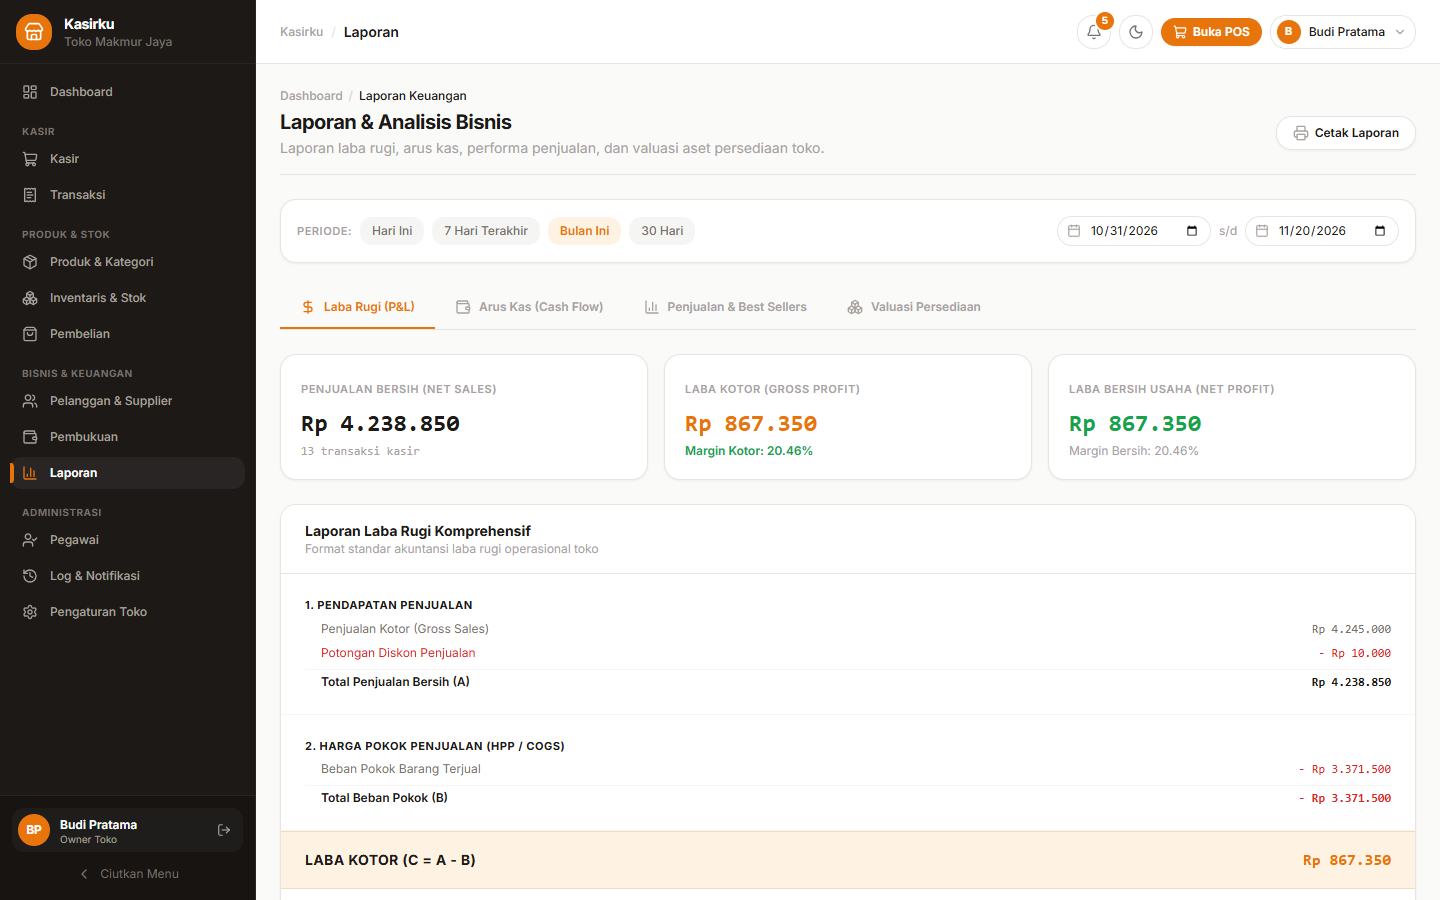 Kasirku
Toko Makmur Jaya
Dashboard
KASIR
Kasir
Transaksi
PRODUK & STOK
Produk & Kategori
Inventaris & Stok
Pembelian
BISNIS & KEUANGAN
Pelanggan & Supplier
Pembukuan
Laporan
ADMINISTRASI
Pegawai
Log & Notifikasi
Pengaturan Toko
BP
Budi Pratama
Owner Toko
Ciutkan Menu
Kasirku / Laporan
5
Buka POS
B
Budi Pratama
Dashboard / Laporan Keuangan
Laporan & Analisis Bisnis
Laporan laba rugi, arus kas, performa penjualan, dan valuasi aset persediaan toko.
Cetak Laporan
PERIODE: Hari Ini 7 Hari Terakhir Bulan Ini 30 Hari 10/31/2026 s/d 11/20/2026
Laba Rugi (P&L) Arus Kas (Cash Flow) Penjualan & Best Sellers Valuasi Persediaan
PENJUALAN BERSIH (NET SALES)
Rp 4.238.850
13 transaksi kasir
LABA KOTOR (GROSS PROFIT)
Rp 867.350
Margin Kotor: 20.46%
LABA BERSIH USAHA (NET PROFIT)
Rp 867.350
Margin Bersih: 20.46%
Laporan Laba Rugi Komprehensif
Format standar akuntansi laba rugi operasional toko
1. PENDAPATAN PENJUALAN
Penjualan Kotor (Gross Sales) Rp 4.245.000
Potongan Diskon Penjualan - Rp 10.000
Total Penjualan Bersih (A) Rp 4.238.850
2. HARGA POKOK PENJUALAN (HPP / COGS)
Beban Pokok Barang Terjual - Rp 3.371.500
Total Beban Pokok (B) - Rp 3.371.500
LABA KOTOR (C = A - B) Rp 867.350